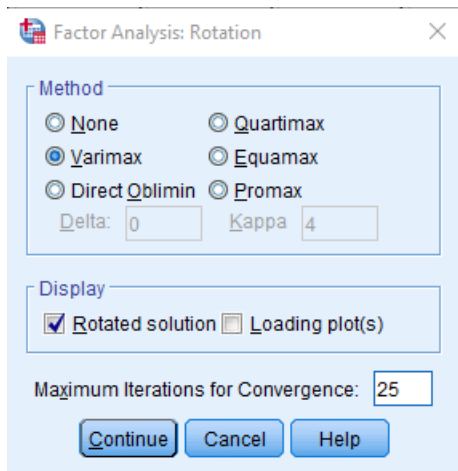 Factor Analysis: Rotation
Method
None Quartimax
Varimax Equamax
Direct Oblimin Promax
Delta: 0 Kappa 4
Display
Rotated solution Loading plot(s)
Maximum Iterations for Convergence: 25
Continue Cancel Help